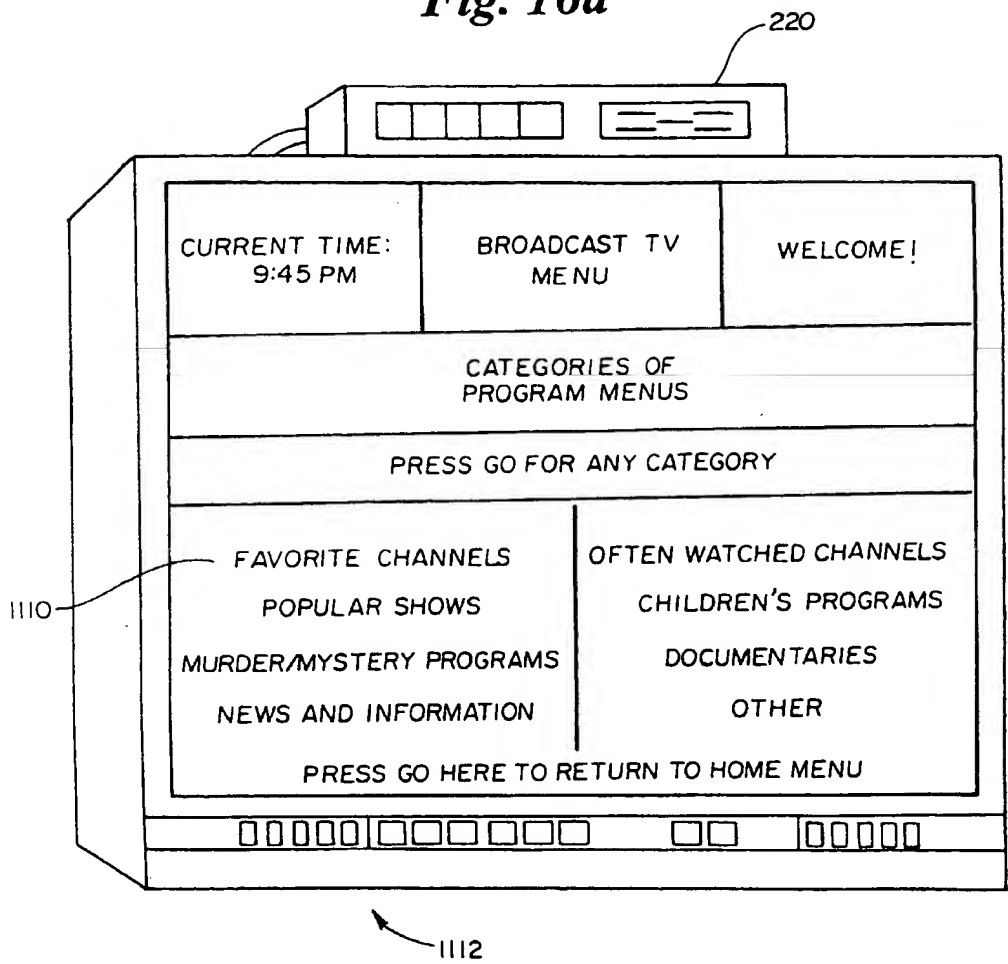 Fig. 16a
220
CURRENT TIME:
9:45 PM
BROADCAST TV
MENU
WELCOME!
CATEGORIES OF
PROGRAM MENUS
PRESS GO FOR ANY CATEGORY
FAVORITE CHANNELS
POPULAR SHOWS
MURDER/MYSTERY PROGRAMS
NEWS AND INFORMATION
OFTEN WATCHED CHANNELS
CHILDREN'S PROGRAMS
DOCUMENTARIES
OTHER
PRESS GO HERE TO RETURN TO HOME MENU
1110
1112